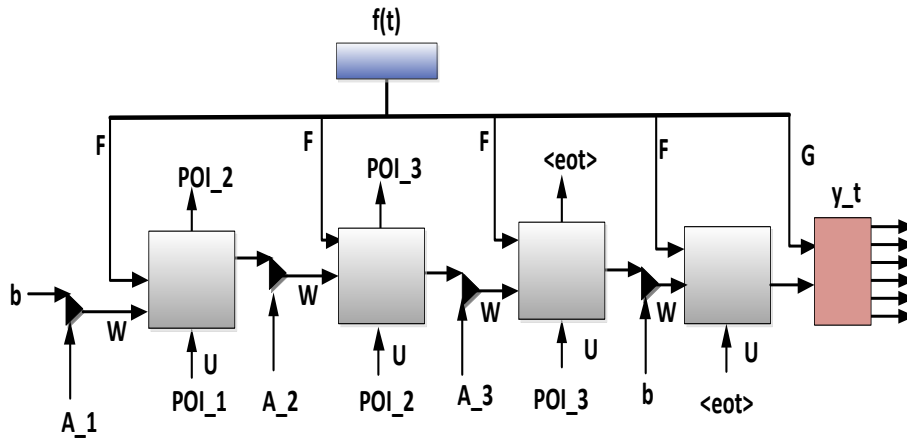 f(t)
F
F
F
F
G
POI_2
POI_3
<eot>
y_t
b
W
W
W
W
U
U
U
U
A_1
POI_1
A_2
POI_2
A_3
POI_3
b
<eot>